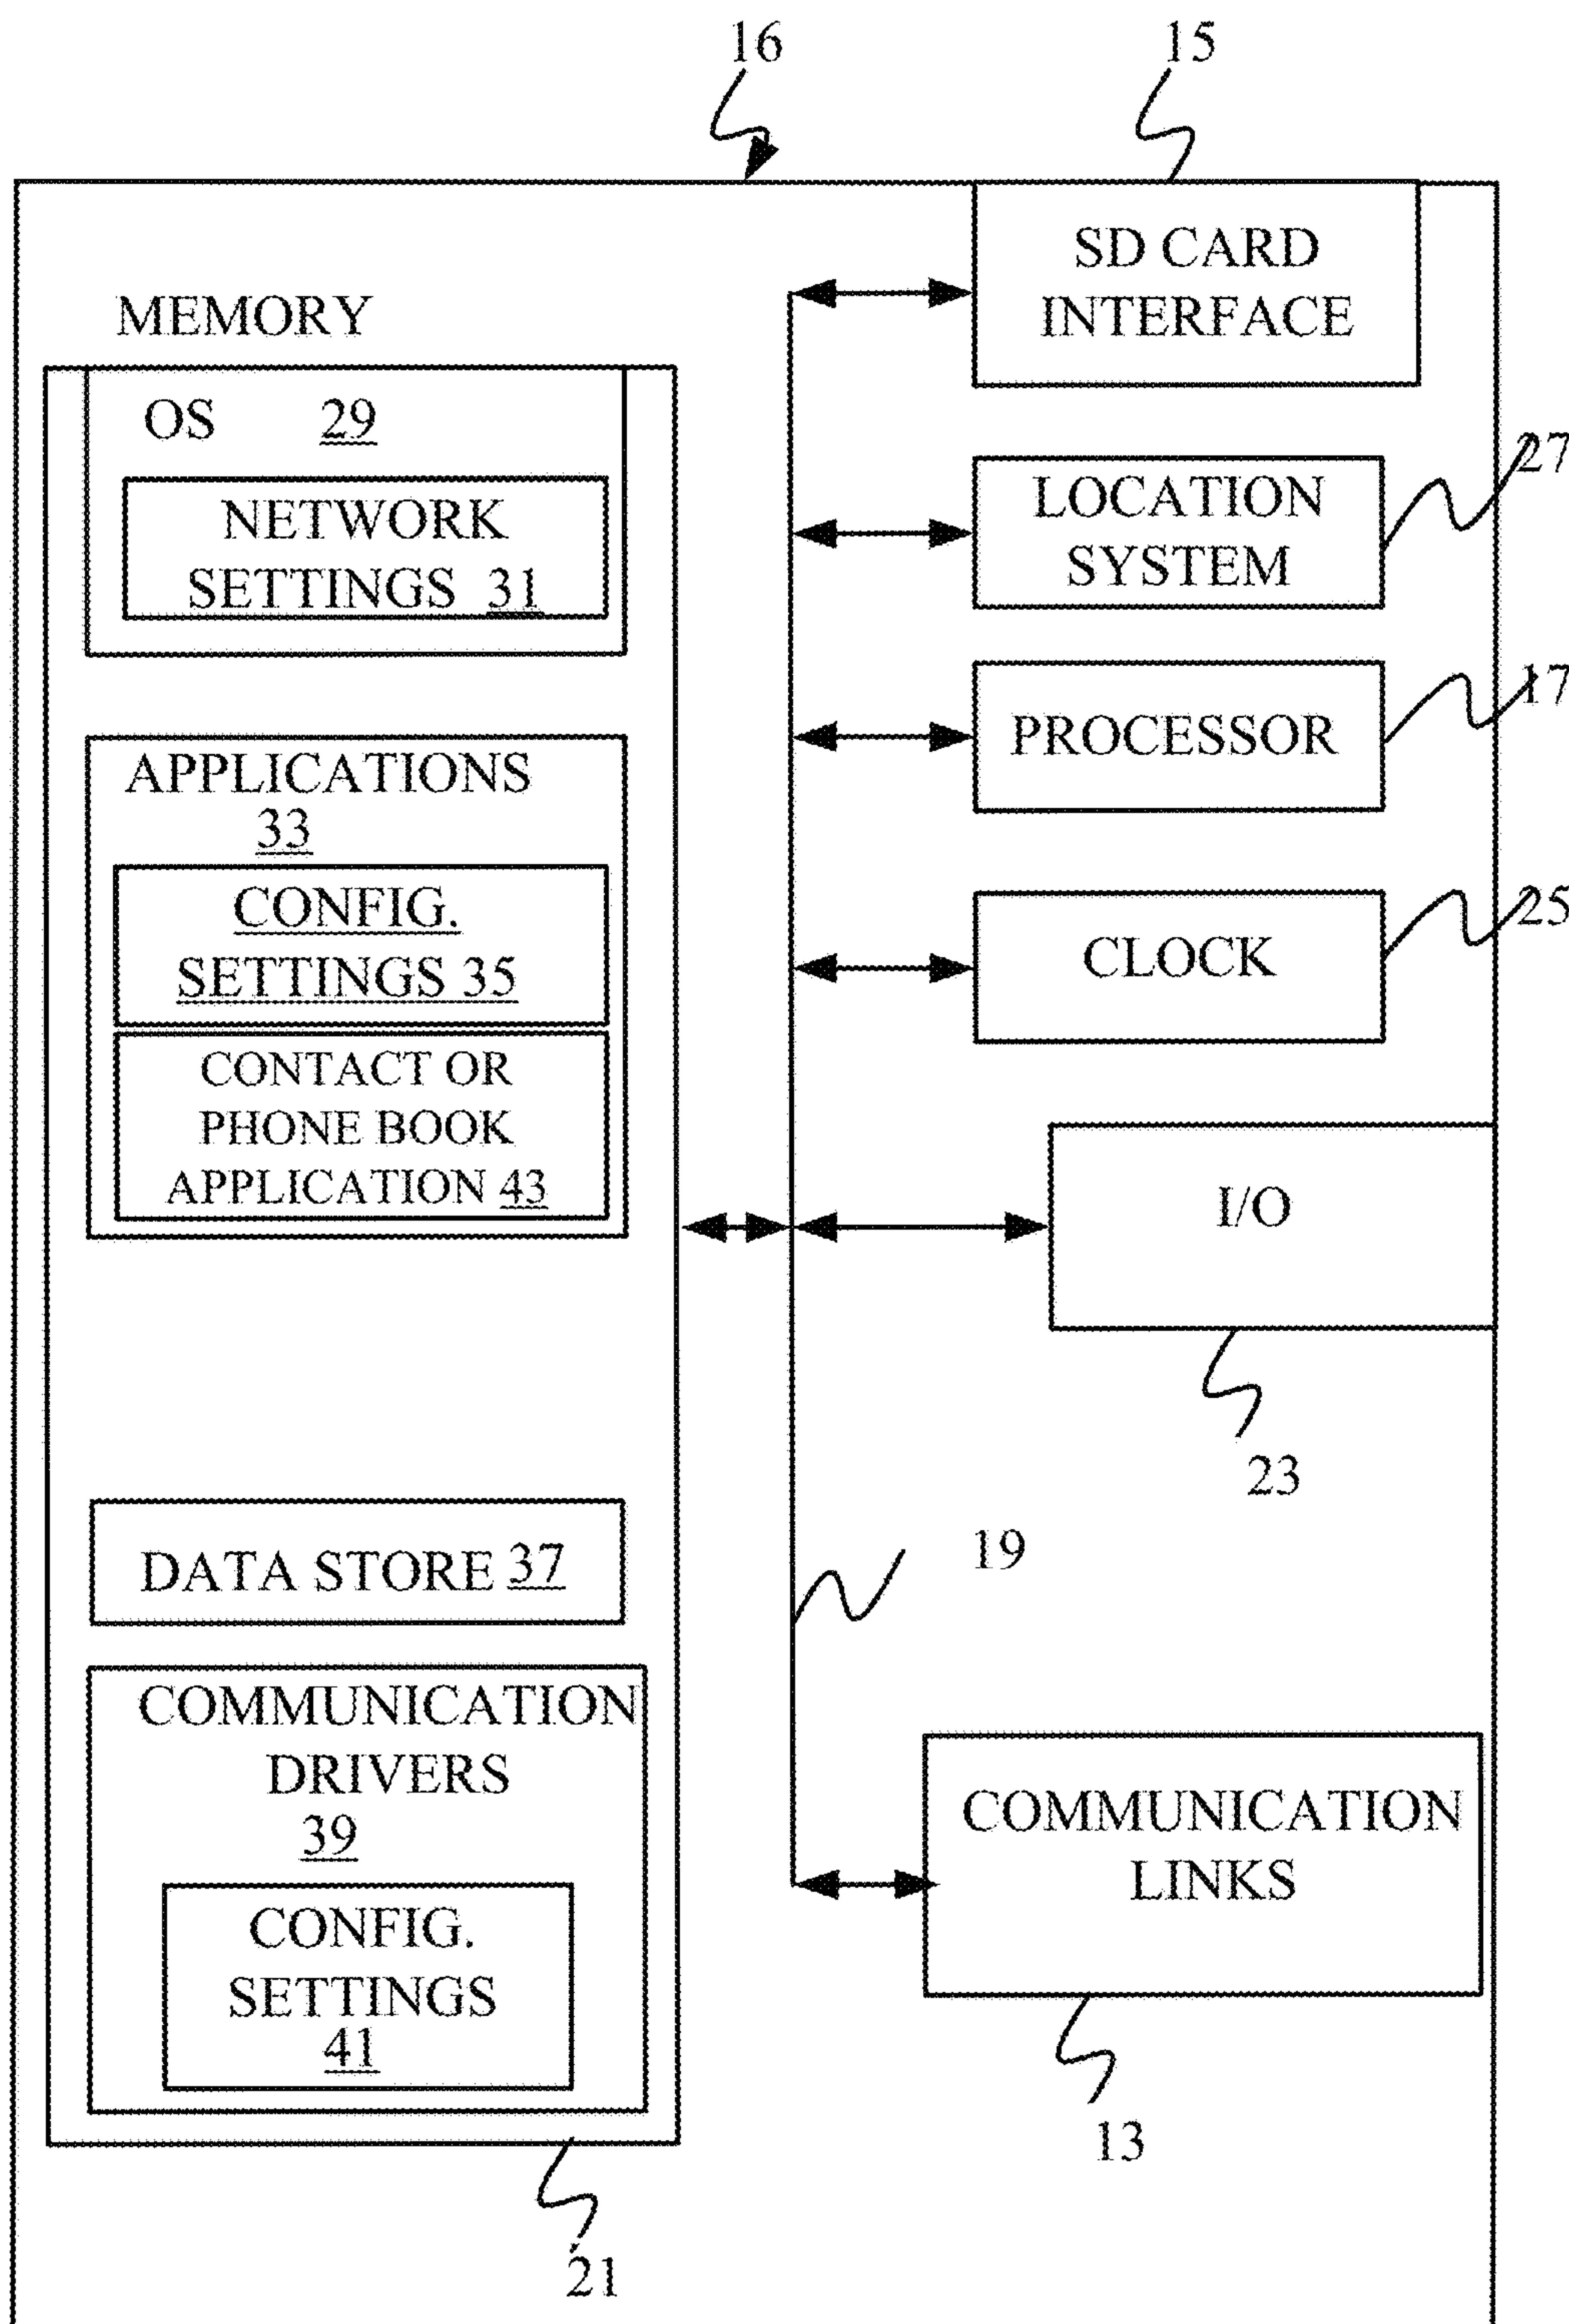 16
15
SD CARD
INTERFACE
MEMORY
OS 29
NETWORK
SETTINGS 31
27
LOCATION
SYSTEM
17
PROCESSOR
APPLICATIONS
33
CONFIG.
SETTINGS 35
25
CLOCK
CONTACT OR
PHONE BOOK
APPLICATION 43
I/O
23
19
DATA STORE 37
COMMUNICATION
DRIVERS
39
CONFIG.
SETTINGS
41
COMMUNICATION
LINKS
13
21